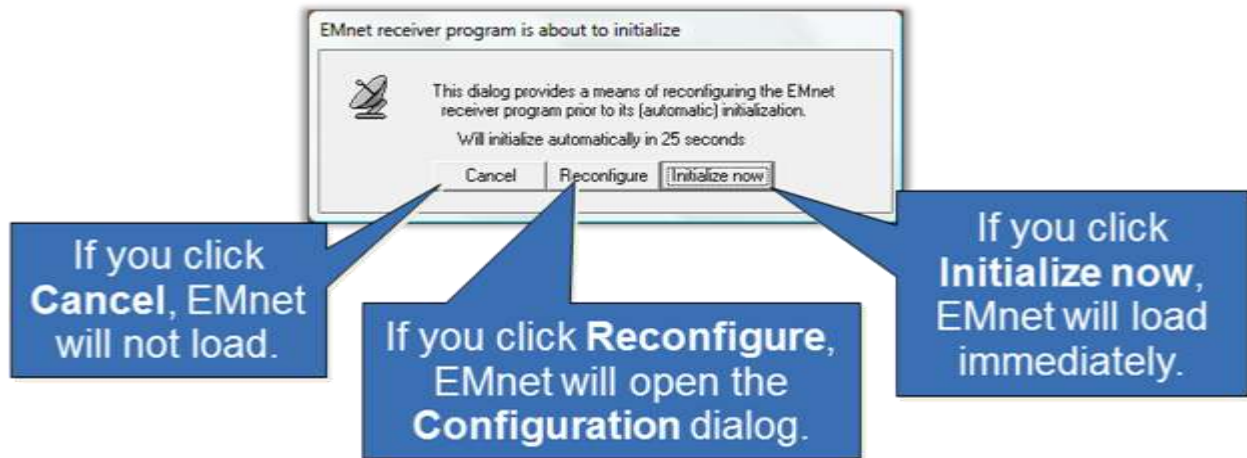 EMnet receiver program is about to initialize
This dialog provides a means of reconfiguring the EMnet
receiver program prior to its (automatic) initialization.
Will initialize automatically in 25 seconds
Cancel
Reconfigure
Initialize now
If you click
Cancel, EMnet
will not load.
If you click Reconfigure,
EMnet will open the
Configuration dialog.
If you click
Initialize now,
EMnet will load
immediately.